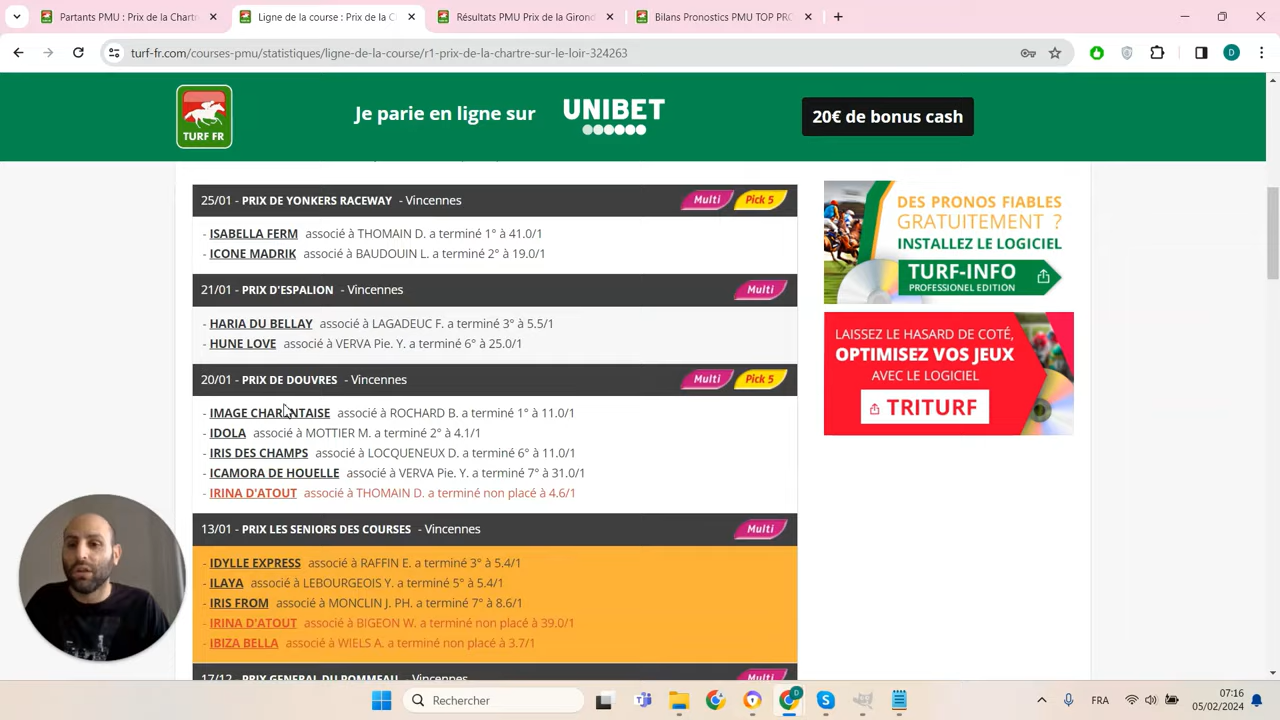 Partants PMU : Prix de la Chartr
Ligne de la course : Prix de la C
Résultats PMU Prix de la Girond
Bilans Pronostics PMU TOP PRO
turf-fr.com/courses-pmu/statistiques/ligne-de-la-course/r1-prix-de-la-chartre-sur-le-loir-324263
D
TURF FR
Je parie en ligne sur
UNIBET
20€ de bonus cash
25/01 - PRIX DE YONKERS RACEWAY - Vincennes
Multi
Pick 5
- ISABELLA FERM associé à THOMAIN D. a terminé 1° à 41.0/1
- ICONE MADRIK associé à BAUDOUIN L. a terminé 2° à 19.0/1
21/01 - PRIX D'ESPALION - Vincennes
Multi
- HARIA DU BELLAY associé à LAGADEUC F. a terminé 3° à 5.5/1
- HUNE LOVE associé à VERVA Pie. Y. a terminé 6° à 25.0/1
20/01 - PRIX DE DOUVRES - Vincennes
Multi
Pick 5
- IMAGE CHARENTAISE associé à ROCHARD B. a terminé 1° à 11.0/1
- IDOLA associé à MOTTIER M. a terminé 2° à 4.1/1
- IRIS DES CHAMPS associé à LOCQUENEUX D. a terminé 6° à 11.0/1
- ICAMORA DE HOUELLE associé à VERVA Pie. Y. a terminé 7° à 31.0/1
- IRINA D'ATOUT associé à THOMAIN D. a terminé non placé à 4.6/1
13/01 - PRIX LES SENIORS DES COURSES - Vincennes
Multi
- IDYLLE EXPRESS associé à RAFFIN E. a terminé 3° à 5.4/1
- ILAYA associé à LEBOURGEOIS Y. a terminé 5° à 5.4/1
- IRIS FROM associé à MONCLIN J. PH. a terminé 7° à 8.6/1
- IRINA D'ATOUT associé à BIGEON W. a terminé non placé à 39.0/1
- IBIZA BELLA associé à WIELS A. a terminé non placé à 3.7/1
17/12 - PRIX GENERAL DU POMMEAU - Vincennes
Multi
DES PRONOS FIABLES
GRATUITEMENT ?
INSTALLEZ LE LOGICIEL
TURF-INFO
PROFESSIONEL EDITION
LAISSEZ LE HASARD DE COTÉ,
OPTIMISEZ VOS JEUX
AVEC LE LOGICIEL
TRITURF
Rechercher
D
FRA
07:16
05/02/2024